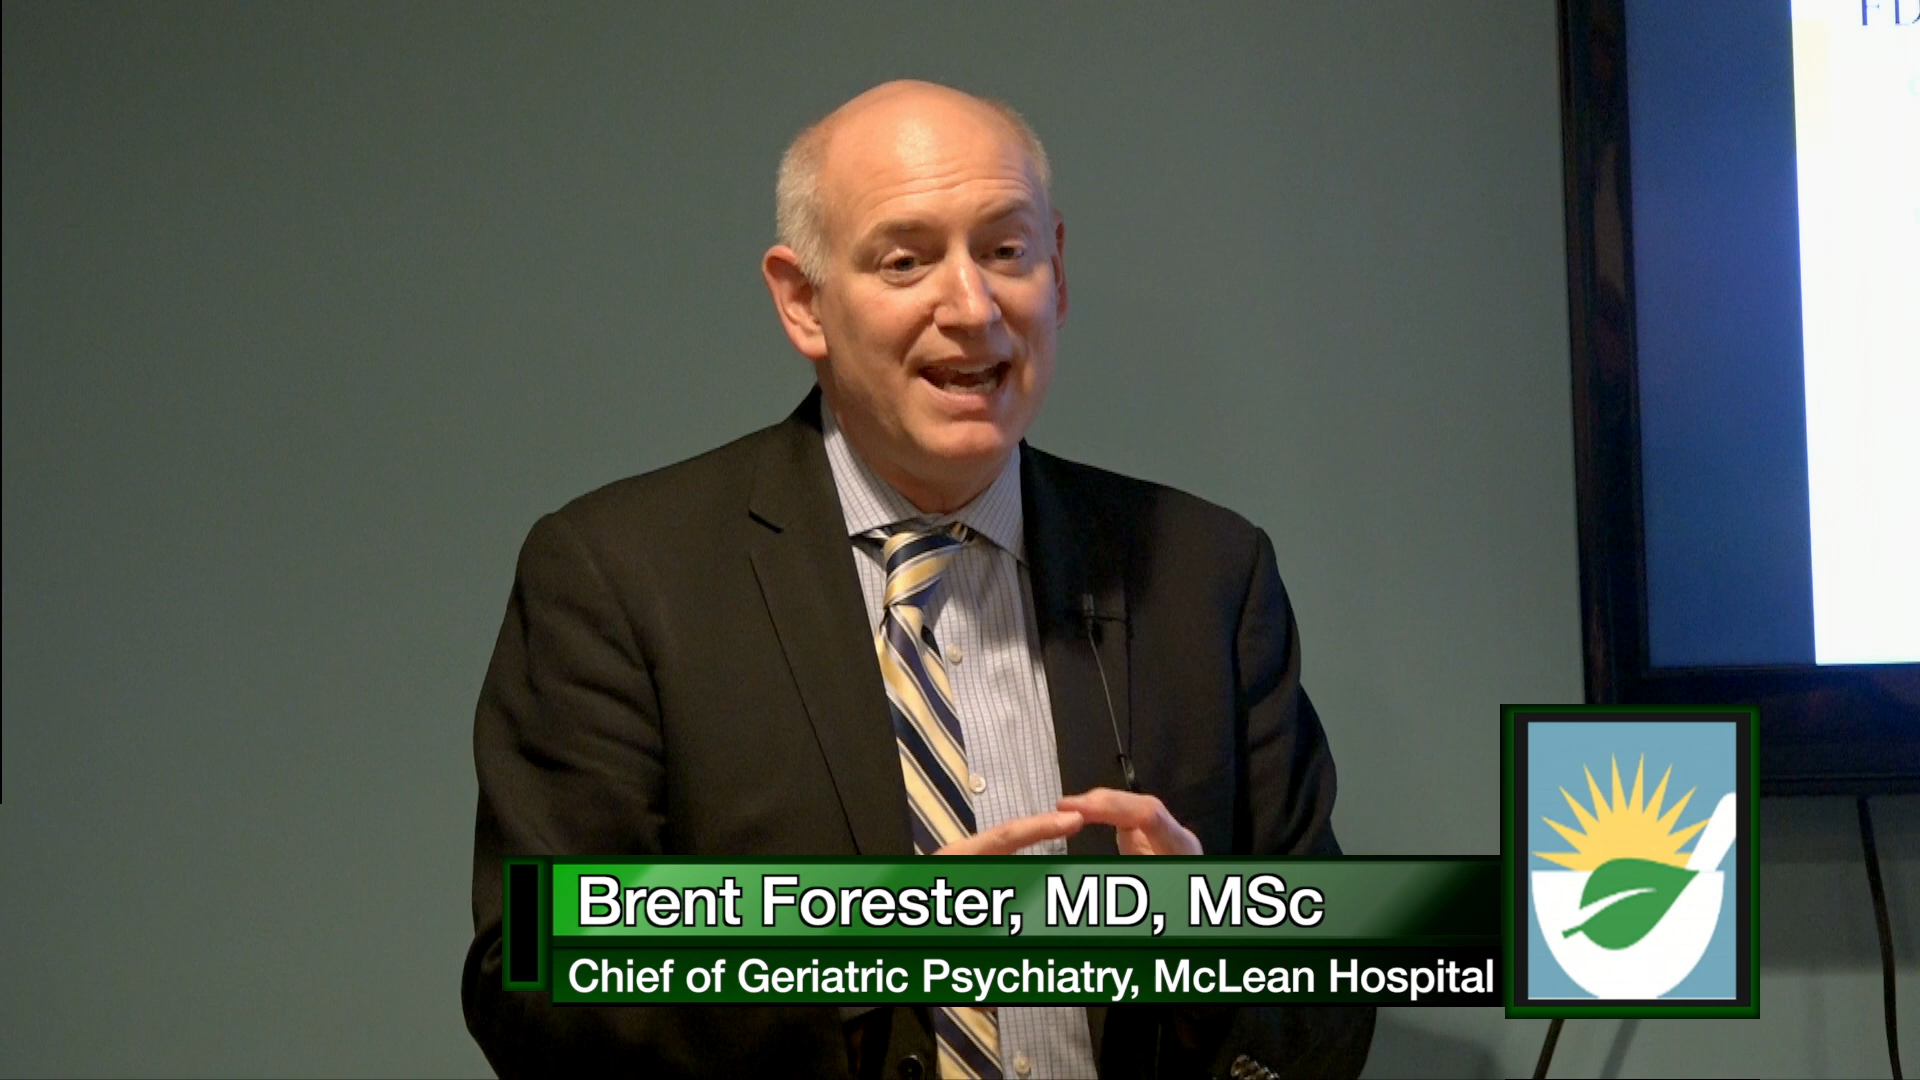 Brent Forester, MD, MSc
Chief of Geriatric Psychiatry, McLean Hospital